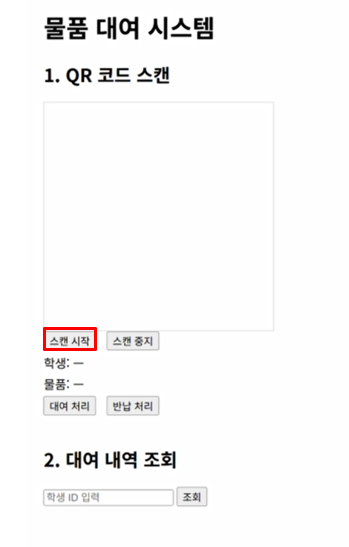 물품 대여 시스템
1. QR 코드 스캔
스캔 시작 스캔 중지
학생: —
물품: —
대여 처리 반납 처리
2. 대여 내역 조회
학생 ID 입력 조회